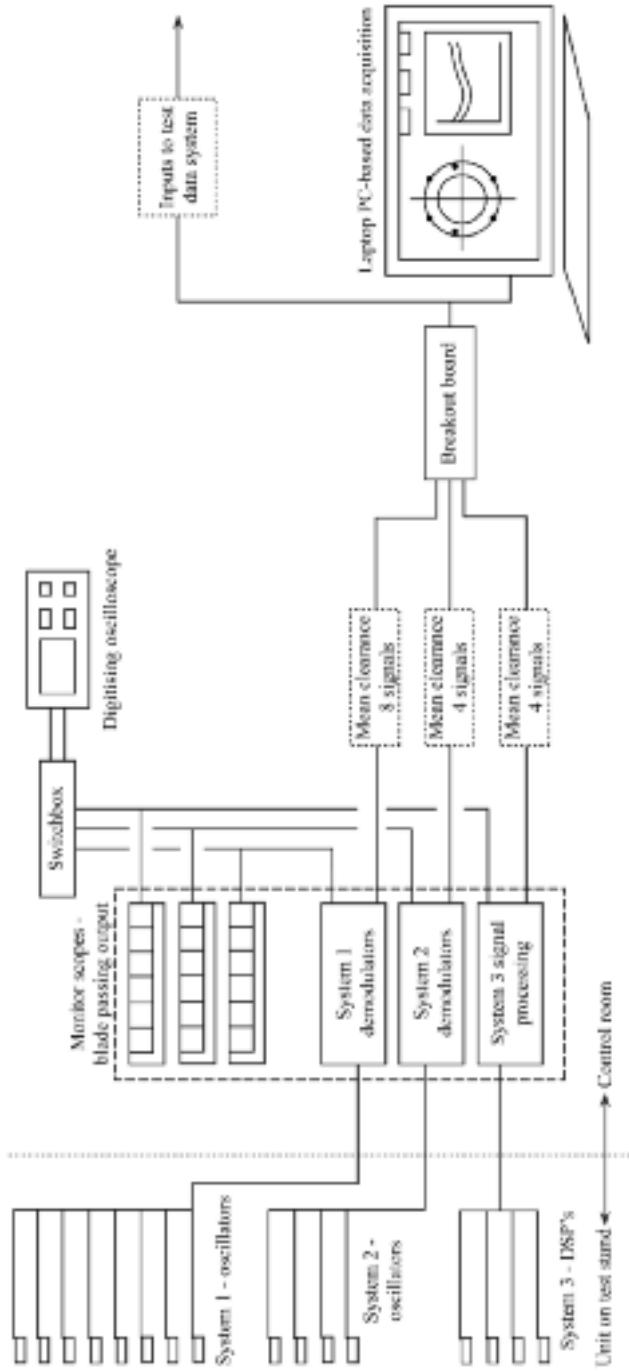 System 1 - oscillators
System 2 -
oscillators
System 3 - DSP's
Unit on test stand
Control room
Monitor scopes -
blade passing output
System 1
demodulators
System 2
demodulators
System 3 signal
processing
Switchbox
Digitising oscilloscope
Mean clearance
8 signals
Mean clearance
4 signals
Mean clearance
4 signals
Breakout board
Inputs to test
data system
Laptop PC-based data acquisition